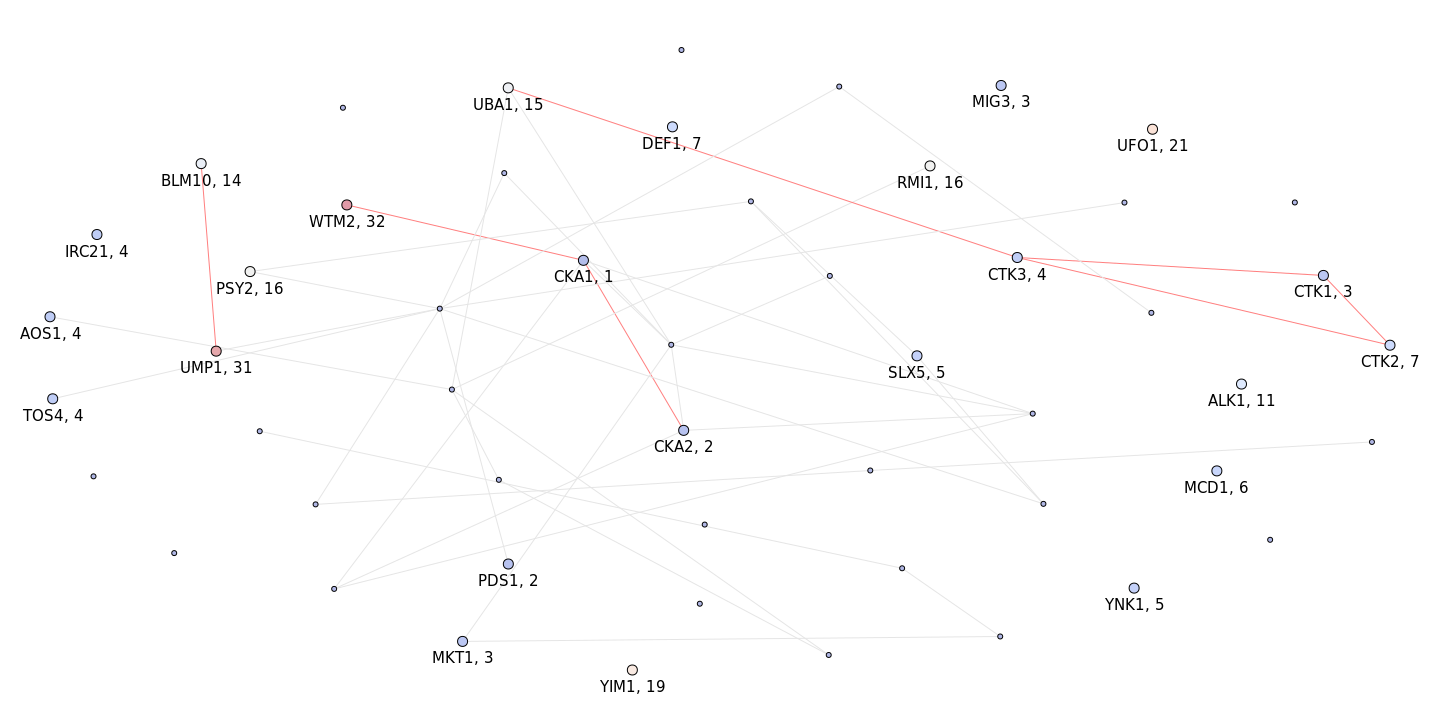 MIG3, 3
UBA1, 15
DEF1, 7
UFO1, 21
BLM10, 14
RMI1, 16
WTM2, 32
IRC21, 4
CKA1, 1
CTK3, 4
PSY2, 16
CTK1, 3
AOS1, 4
CTK2, 7
UMP1, 31
SLX5, 5
ALK1, 11
TOS4, 4
CKA2, 2
MCD1, 6
PDS1, 2
YNK1, 5
MKT1, 3
YIM1, 19